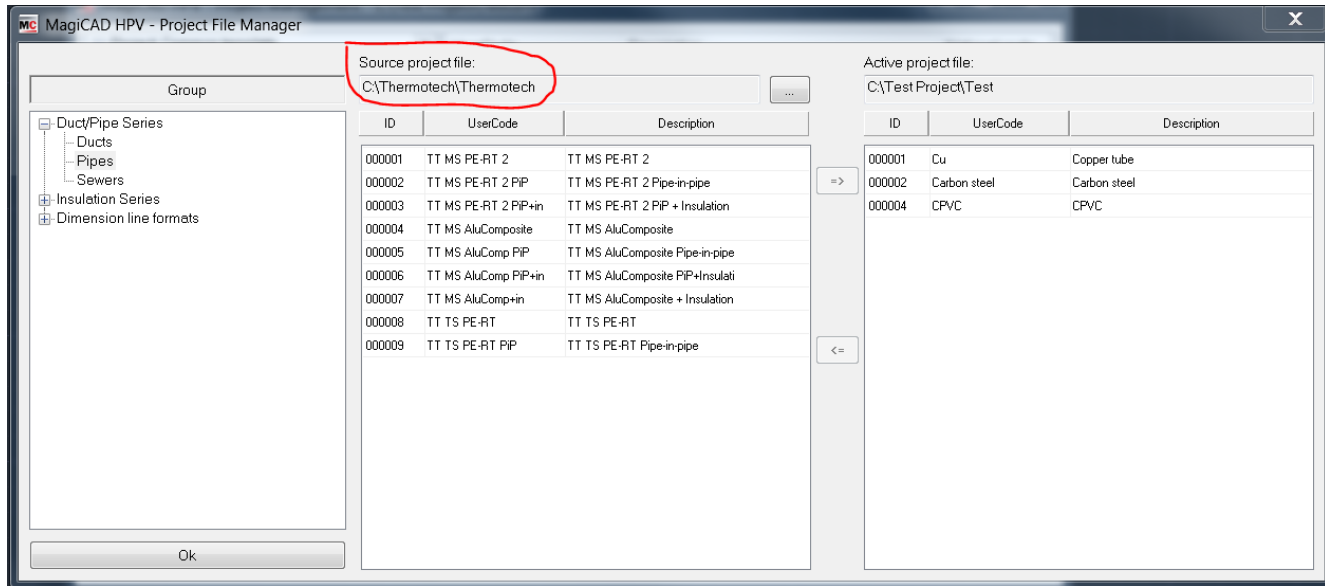 MC MagiCAD HPV - Project File Manager X
Group
Duct/Pipe Series
Ducts
Pipes
Sewers
Insulation Series
Dimension line formats
Ok
Source project file:
C:\Thermotech\Thermotech ...
ID UserCode Description
000001 TT MS PE-RT 2 TT MS PE-RT 2
000002 TT MS PE-RT 2 PiP TT MS PE-RT 2 Pipe-in-pipe
000003 TT MS PE-RT 2 PiP+in TT MS PE-RT 2 PiP + Insulation
000004 TT MS AluComposite TT MS AluComposite
000005 TT MS AluComp PiP TT MS AluComposite Pipe-in-pipe
000006 TT MS AluComp PiP+in TT MS AluComposite PiP+Insulati
000007 TT MS AluComp+in TT MS AluComposite + Insulation
000008 TT TS PE-RT TT TS PE-RT
000009 TT TS PE-RT PiP TT TS PE-RT Pipe-in-pipe
=>
<=
Active project file:
C:\Test Project\Test
ID UserCode Description
000001 Cu Copper tube
000002 Carbon steel Carbon steel
000004 CPVC CPVC